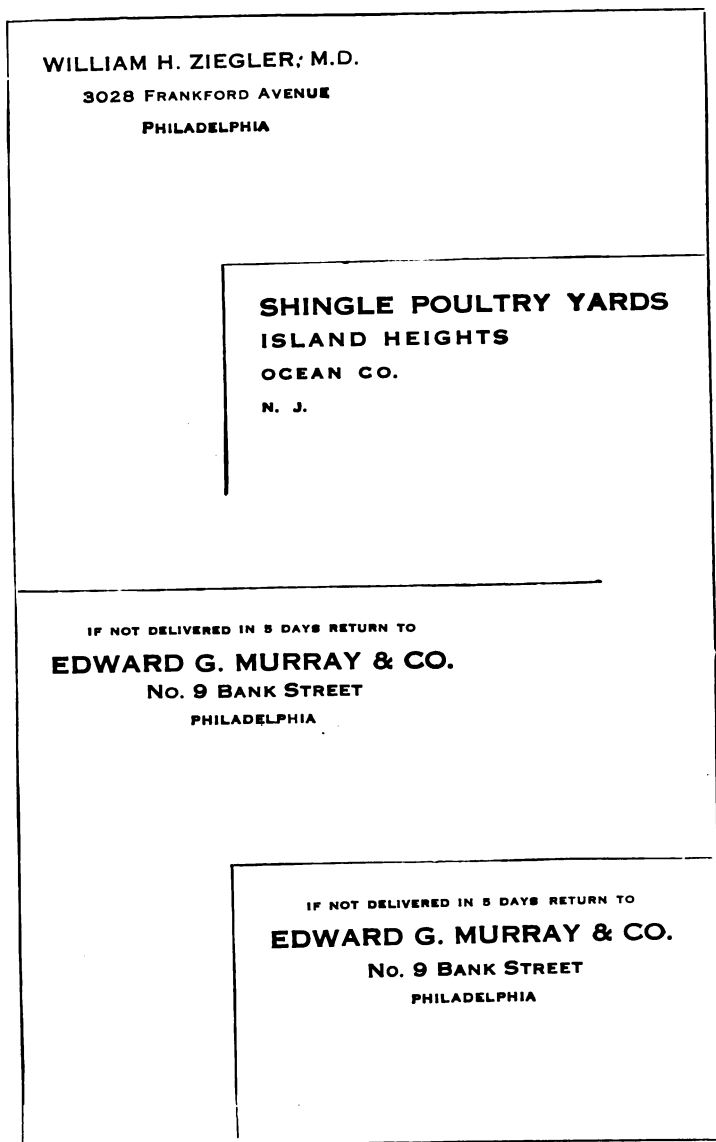 WILLIAM H. ZIEGLER, M.D.
3028 FRANKFORD AVENUE
PHILADELPHIA
SHINGLE POULTRY YARDS
ISLAND HEIGHTS
OCEAN CO.
N. J.
IF NOT DELIVERED IN 5 DAYS RETURN TO
EDWARD G. MURRAY & CO.
No. 9 BANK STREET
PHILADELPHIA
IF NOT DELIVERED IN 5 DAYS RETURN TO
EDWARD G. MURRAY & CO.
No. 9 BANK STREET
PHILADELPHIA